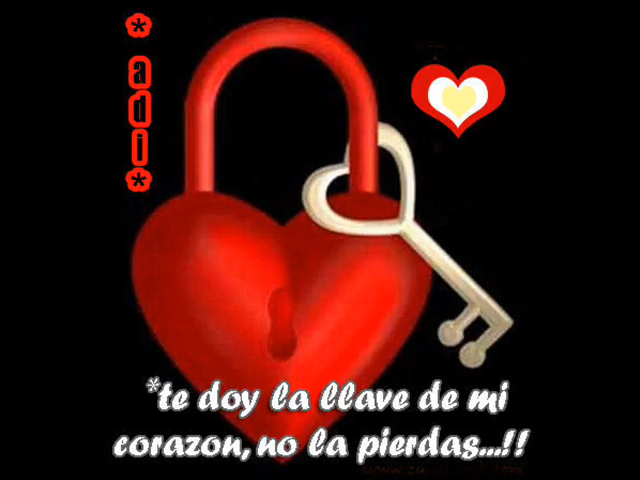 * adi*
*te doy la llave de mi
corazon, no la pierdas...!!